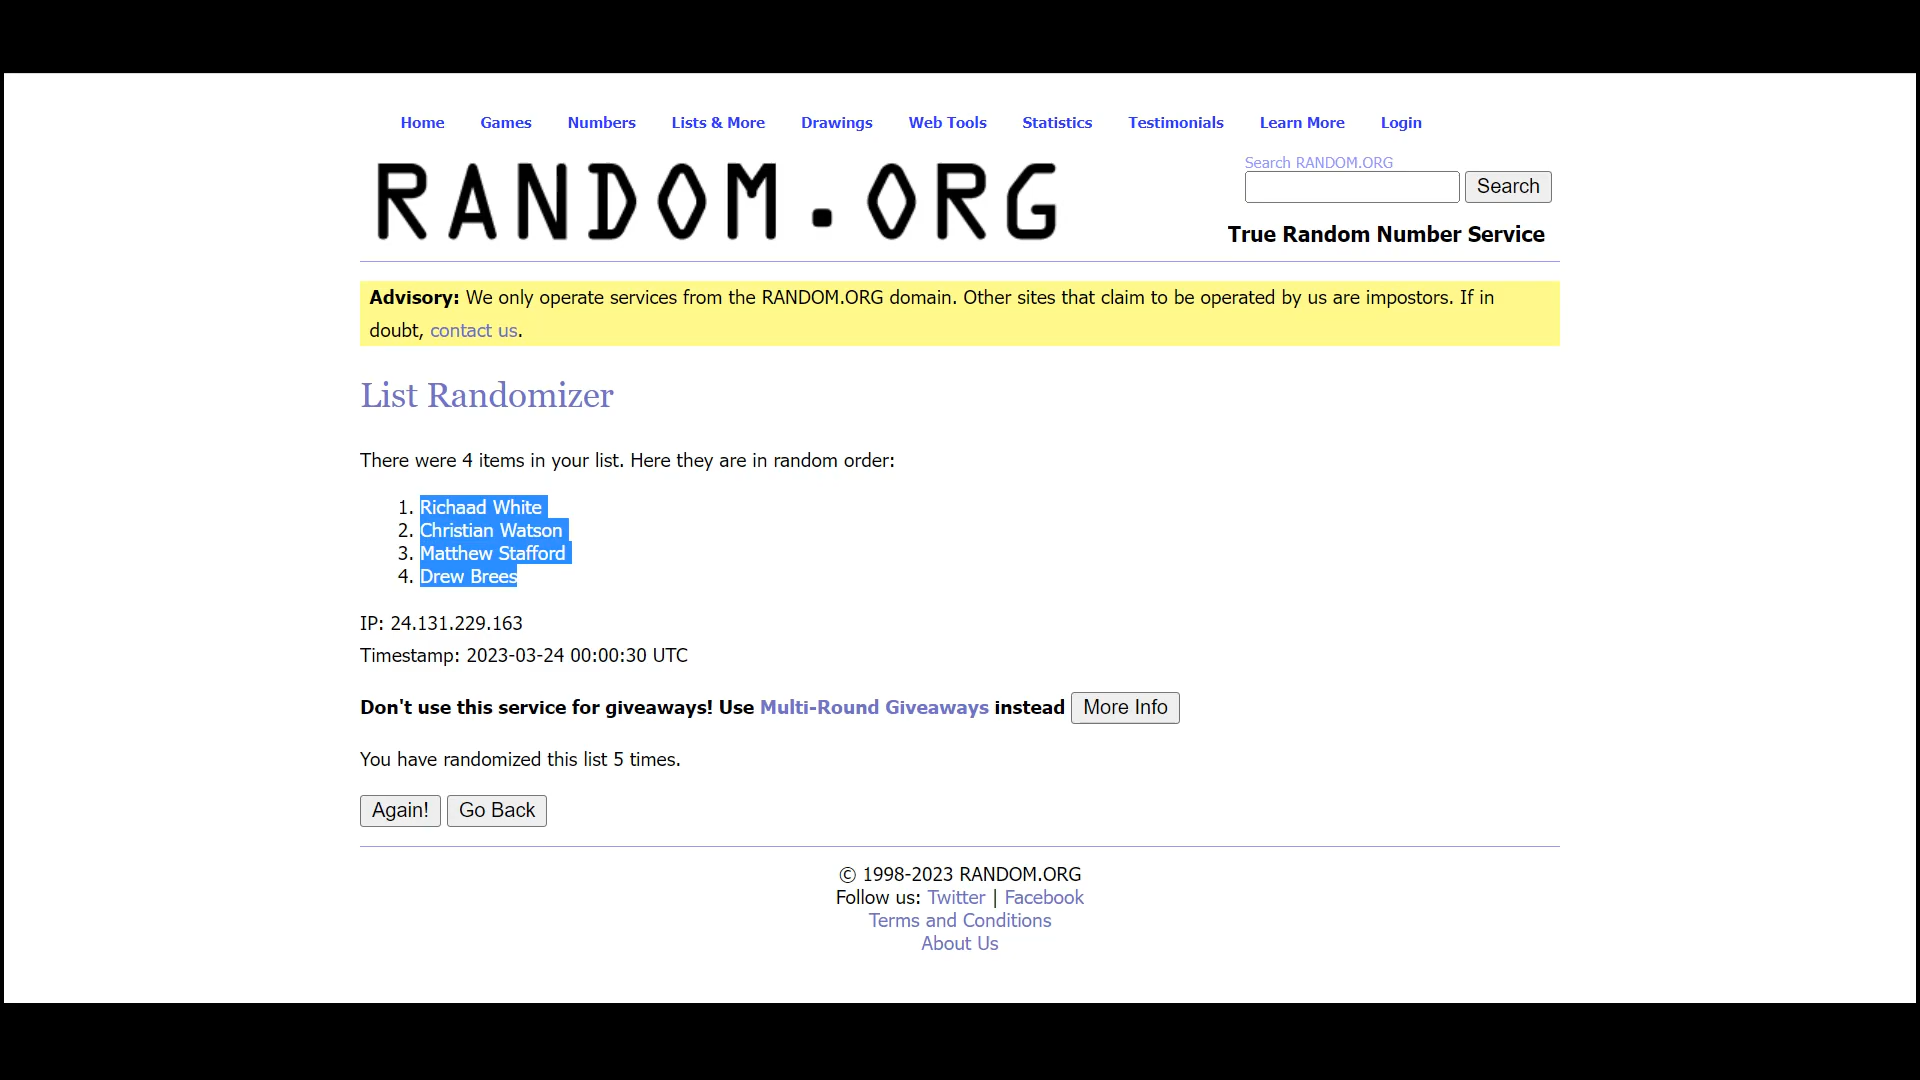 Home Games Numbers Lists & More Drawings Web Tools Statistics Testimonials Learn More Login
RANDOM.ORG
Search RANDOM.ORG
Search
True Random Number Service
Advisory: We only operate services from the RANDOM.ORG domain. Other sites that claim to be operated by us are impostors. If in
doubt, contact us.
List Randomizer
There were 4 items in your list. Here they are in random order:
1. Richaad White
2. Christian Watson
3. Matthew Stafford
4. Drew Brees
IP: 24.131.229.163
Timestamp: 2023-03-24 00:00:30 UTC
Don't use this service for giveaways! Use Multi-Round Giveaways instead More Info
You have randomized this list 5 times.
Again! Go Back
© 1998-2023 RANDOM.ORG
Follow us: Twitter | Facebook
Terms and Conditions
About Us